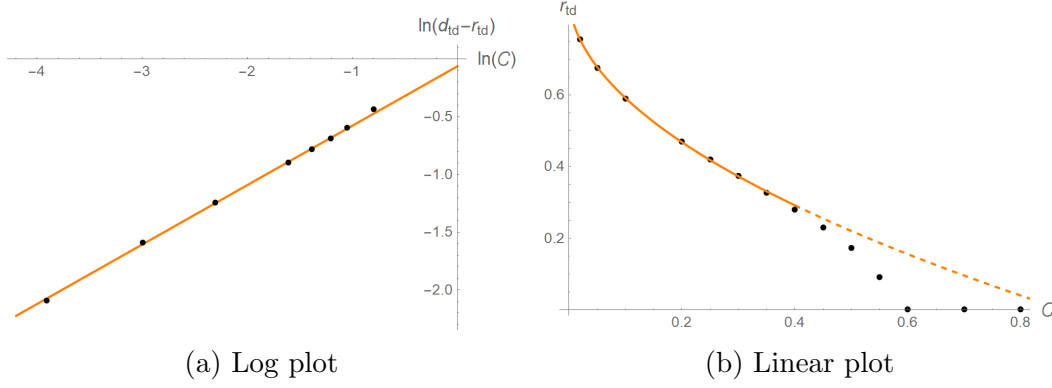 ln(d_td−r_td)
ln(C)
−4 −3 −2 −1
−0.5
−1.0
−1.5
−2.0
(a) Log plot
r_td
0.6
0.4
0.2
0.2 0.4 0.6 0.8
C
(b) Linear plot